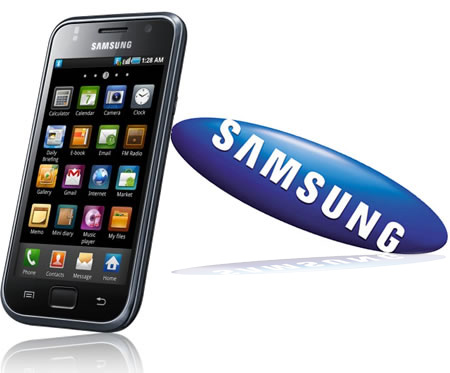 SAMSUNG
1:28 AM
7
Calculator Calendar Camera Clock
Daily Briefing E-book Email FM Radio
Gallery Gmail Internet Market
Memo Mini diary Music player My files
Phone Contacts Message Home
SAMSUNG